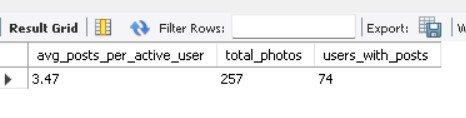 Result Grid Filter Rows: Export:
avg_posts_per_active_user total_photos users_with_posts
3.47 257 74